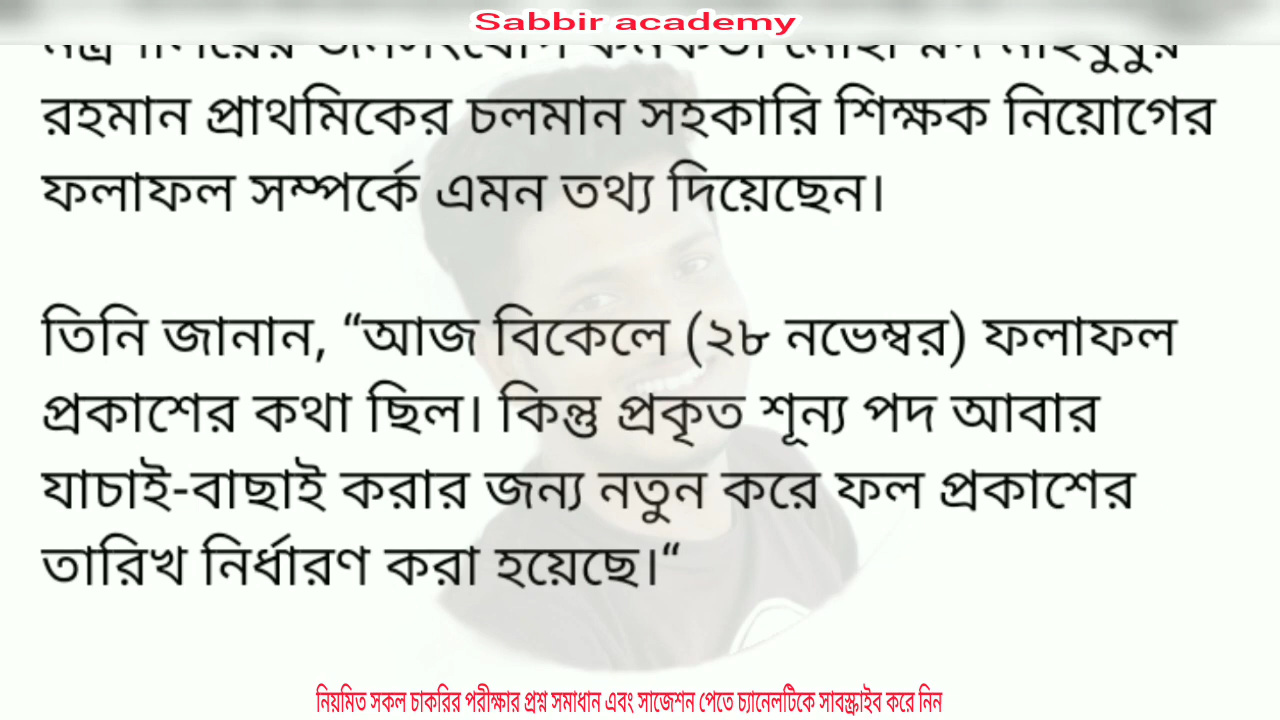 Sabbir academy
রহমান প্রাথমিকের চলমান সহকারি শিক্ষক নিয়োগের
ফলাফল সম্পর্কে এমন তথ্য দিয়েছেন।
তিনি জানান, “আজ বিকেলে (২৮ নভেম্বর) ফলাফল
প্রকাশের কথা ছিল। কিন্তু প্রকৃত শূন্য পদ আবার
যাচাই-বাছাই করার জন্য নতুন করে ফল প্রকাশের
তারিখ নির্ধারণ করা হয়েছে।“
নিয়মিত সকল চাকরির পরীক্ষার প্রশ্ন সমাধান এবং সাজেশন পেতে চ্যানেলটিকে সাবস্ক্রাইব করে নিন